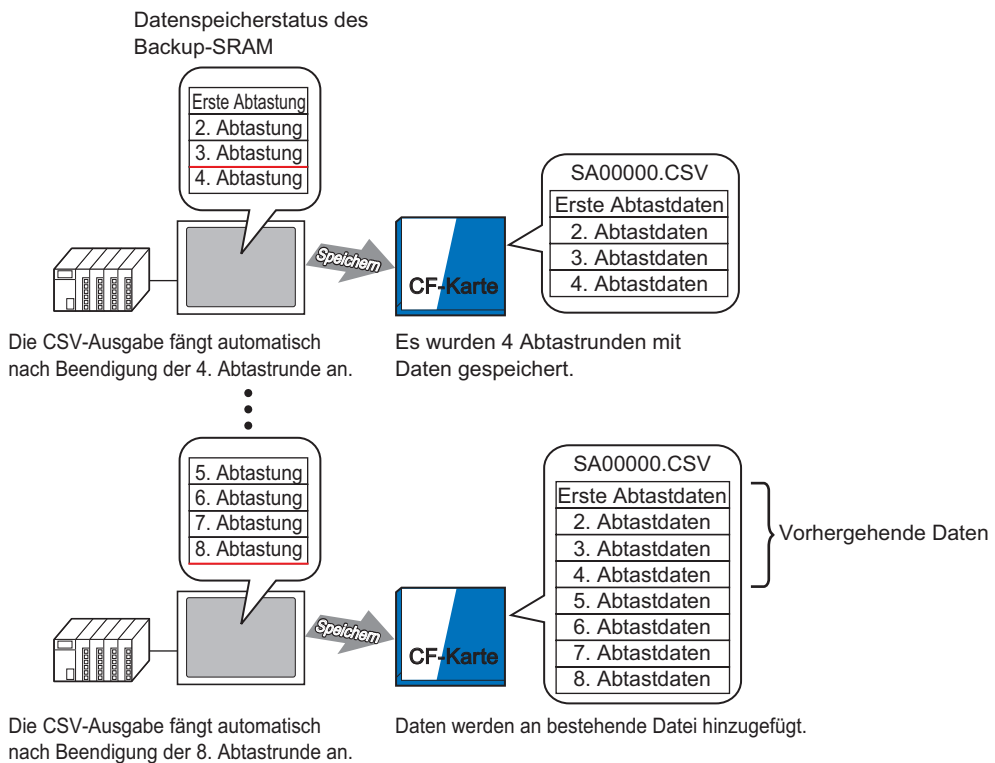 Datenspeicherstatus des
Backup-SRAM
Erste Abtastung
2. Abtastung
3. Abtastung
4. Abtastung
Speichern
CF-Karte
SA00000.CSV
Erste Abtastdaten
2. Abtastdaten
3. Abtastdaten
4. Abtastdaten
Die CSV-Ausgabe fängt automatisch
nach Beendigung der 4. Abtastrunde an.
Es wurden 4 Abtastrunden mit
Daten gespeichert.
5. Abtastung
6. Abtastung
7. Abtastung
8. Abtastung
Speichern
CF-Karte
SA00000.CSV
Erste Abtastdaten
2. Abtastdaten
3. Abtastdaten
4. Abtastdaten
5. Abtastdaten
6. Abtastdaten
7. Abtastdaten
8. Abtastdaten
Vorhergehende Daten
Die CSV-Ausgabe fängt automatisch
nach Beendigung der 8. Abtastrunde an.
Daten werden an bestehende Datei hinzugefügt.